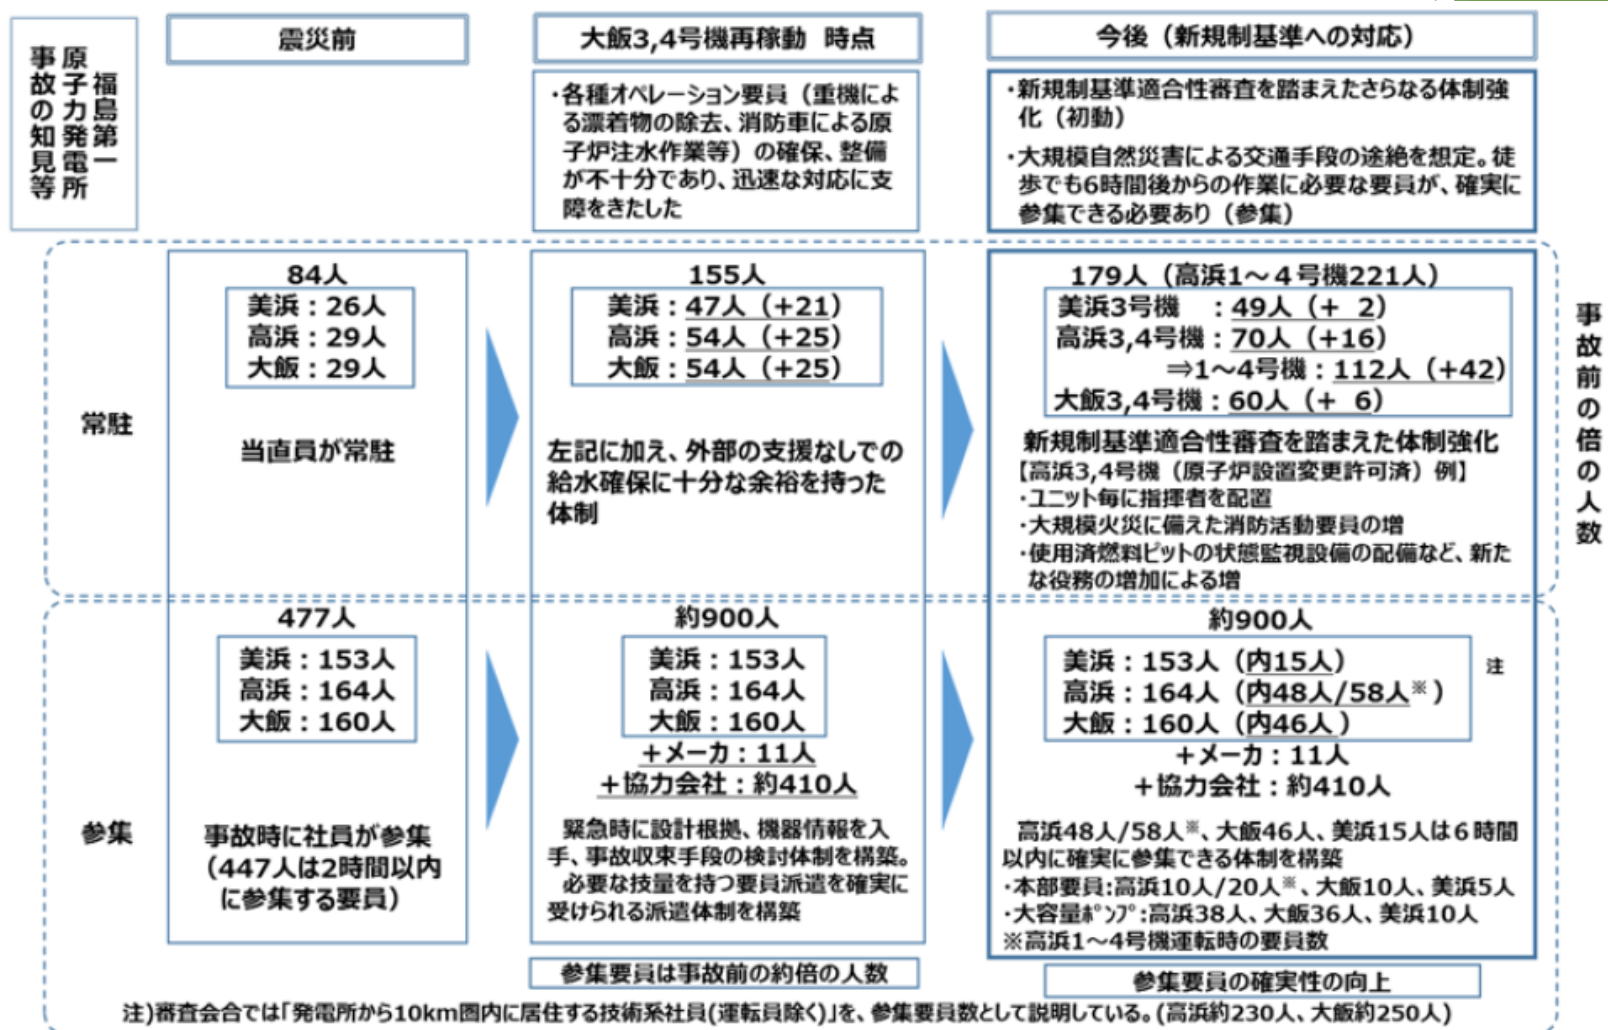 福島第一
原子力発電所
事故の知見等
震災前
大飯3,4号機再稼動 時点
今後（新規制基準への対応）
・各種オペレーション要員（重機によ
る漂着物の除去、消防車による原
子炉注水作業等）の確保、整備
が不十分であり、迅速な対応に支
障をきたした
・新規制基準適合性審査を踏まえたさらなる体制強
化（初動）
・大規模自然災害による交通手段の途絶を想定。徒
歩でも6時間後からの作業に必要な要員が、確実に
参集できる必要あり（参集）
常駐
84人
美浜：26人
高浜：29人
大飯：29人
当直員が常駐
155人
美浜：47人（+21）
高浜：54人（+25）
大飯：54人（+25）
左記に加え、外部の支援なしでの
給水確保に十分な余裕を持った
体制
179人（高浜1～４号機221人）
美浜3号機　：49人（+ 2）
高浜3,4号機：70人（+16）
⇒1～4号機：112人（+42）
大飯3,4号機：60人（+ 6）
新規制基準適合性審査を踏まえた体制強化
【高浜3,4号機（原子炉設置変更許可済）例】
・ユニット毎に指揮者を配置
・大規模火災に備えた消防活動要員の増
・使用済燃料ピットの状態監視設備の配備など、新た
な役務の増加による増
事故前の倍の人数
参集
477人
美浜：153人
高浜：164人
大飯：160人
事故時に社員が参集
（447人は2時間以内
に参集する要員）
約900人
美浜：153人
高浜：164人
大飯：160人
＋メーカ：11人
＋協力会社：約410人
緊急時に設計根拠、機器情報を入
手、事故収束手段の検討体制を構築。
必要な技量を持つ要員派遣を確実に
受けられる派遣体制を構築
参集要員は事故前の約倍の人数
約900人
美浜：153人（内15人）
高浜：164人（内48人/58人※）
大飯：160人（内46人）
注
＋メーカ：11人
＋協力会社：約410人
高浜48人/58人※、大飯46人、美浜15人は６時間
以内に確実に参集できる体制を構築
・本部要員:高浜10人/20人※、大飯10人、美浜5人
・大容量ﾎﾟﾝﾌﾟ:高浜38人、大飯36人、美浜10人
※高浜1～4号機運転時の要員数
参集要員の確実性の向上
注)審査会合では「発電所から10km圏内に居住する技術系社員(運転員除く)」を、参集要員数として説明している。(高浜約230人、大飯約250人)